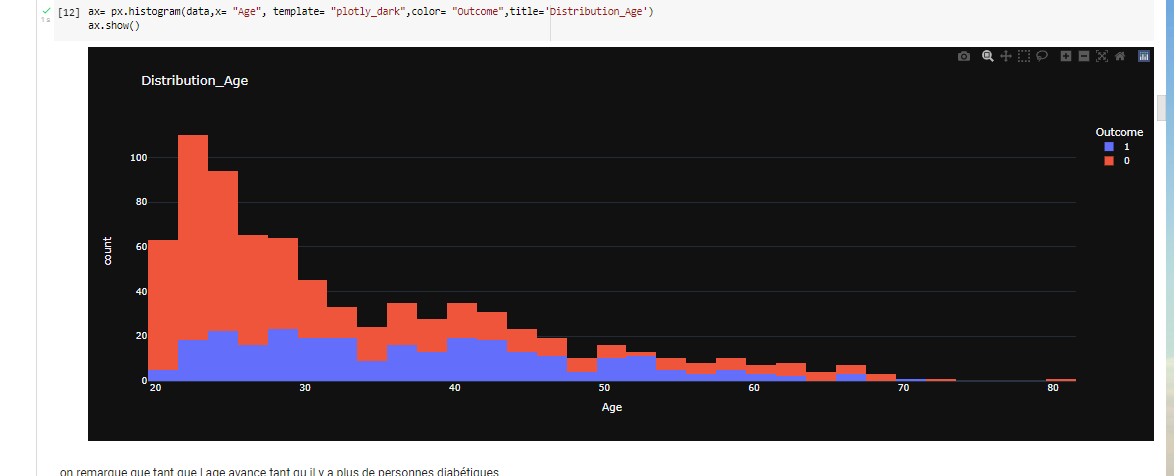 [12] ax= px.histogram(data,x= "Age", template= "plotly_dark",color= "Outcome",title='Distribution_Age')
ax.show()
1s
Distribution_Age
Outcome
1
0
100
80
60
40
20
0
count
20 30 40 50 60 70 80
Age
on remarque que tant que l age avance tant qu il y a plus de personnes diabétiques